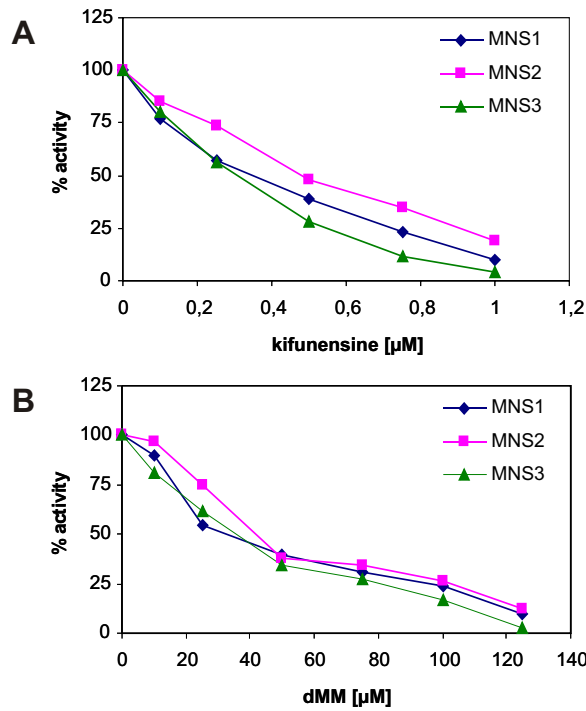 A
125
100
75
50
25
0
% activity
MNS1
MNS2
MNS3
0 0,2 0,4 0,6 0,8 1 1,2
kifunensine [µM]
B
125
100
75
50
25
0
% activity
MNS1
MNS2
MNS3
0 20 40 60 80 100 120 140
dMM [µM]